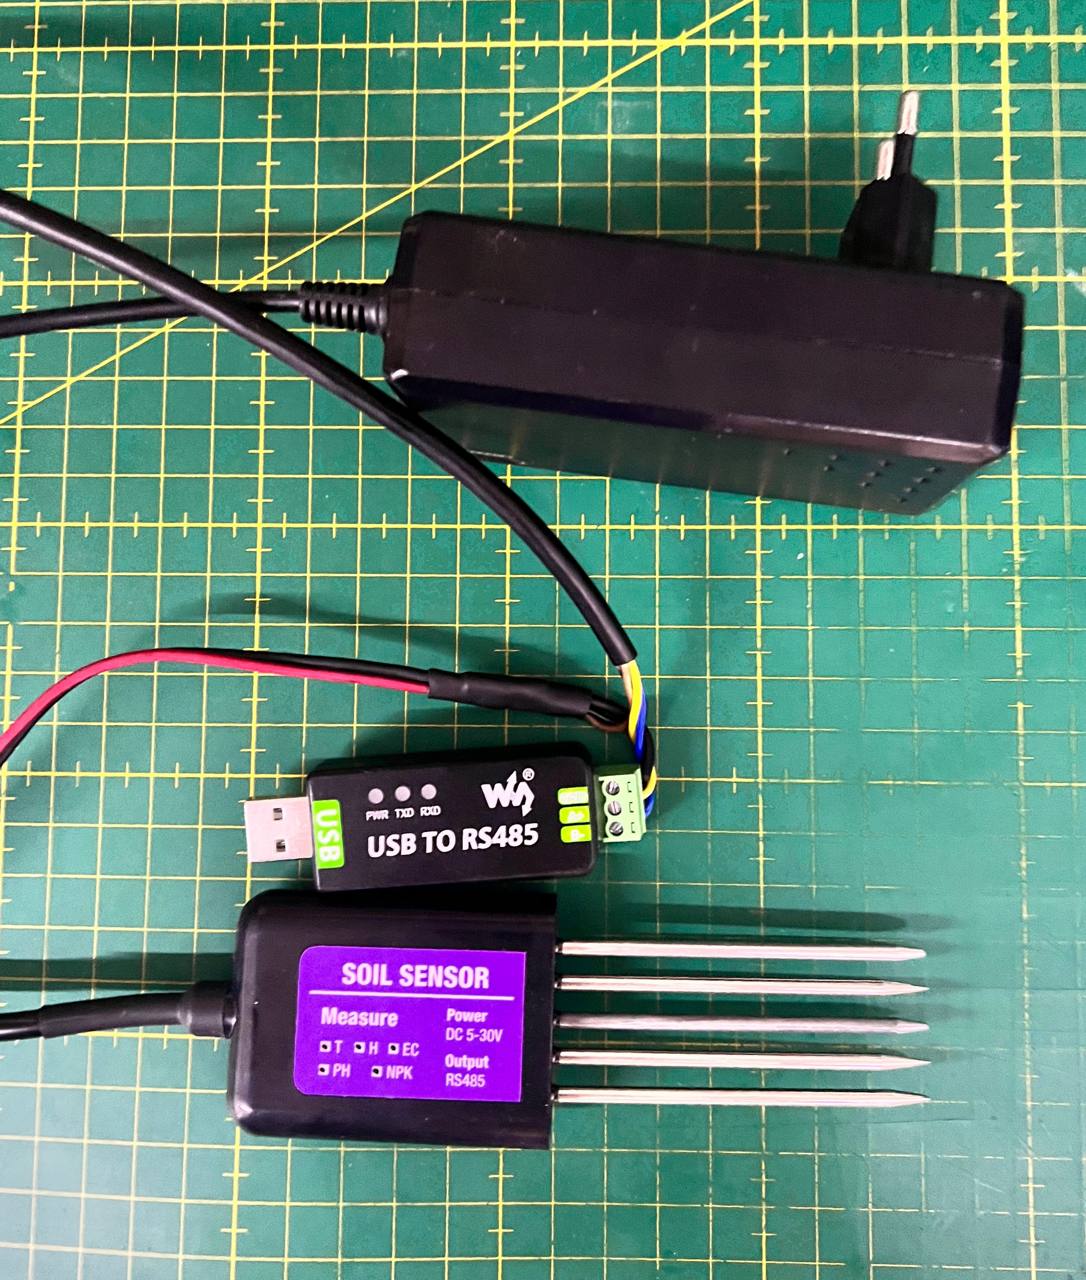 PWR TXD RXD
®
USB
USB TO RS485
A+
B-
SOIL SENSOR
Measure
T H EC
PH NPK
Power
DC 5-30V
Output
RS485